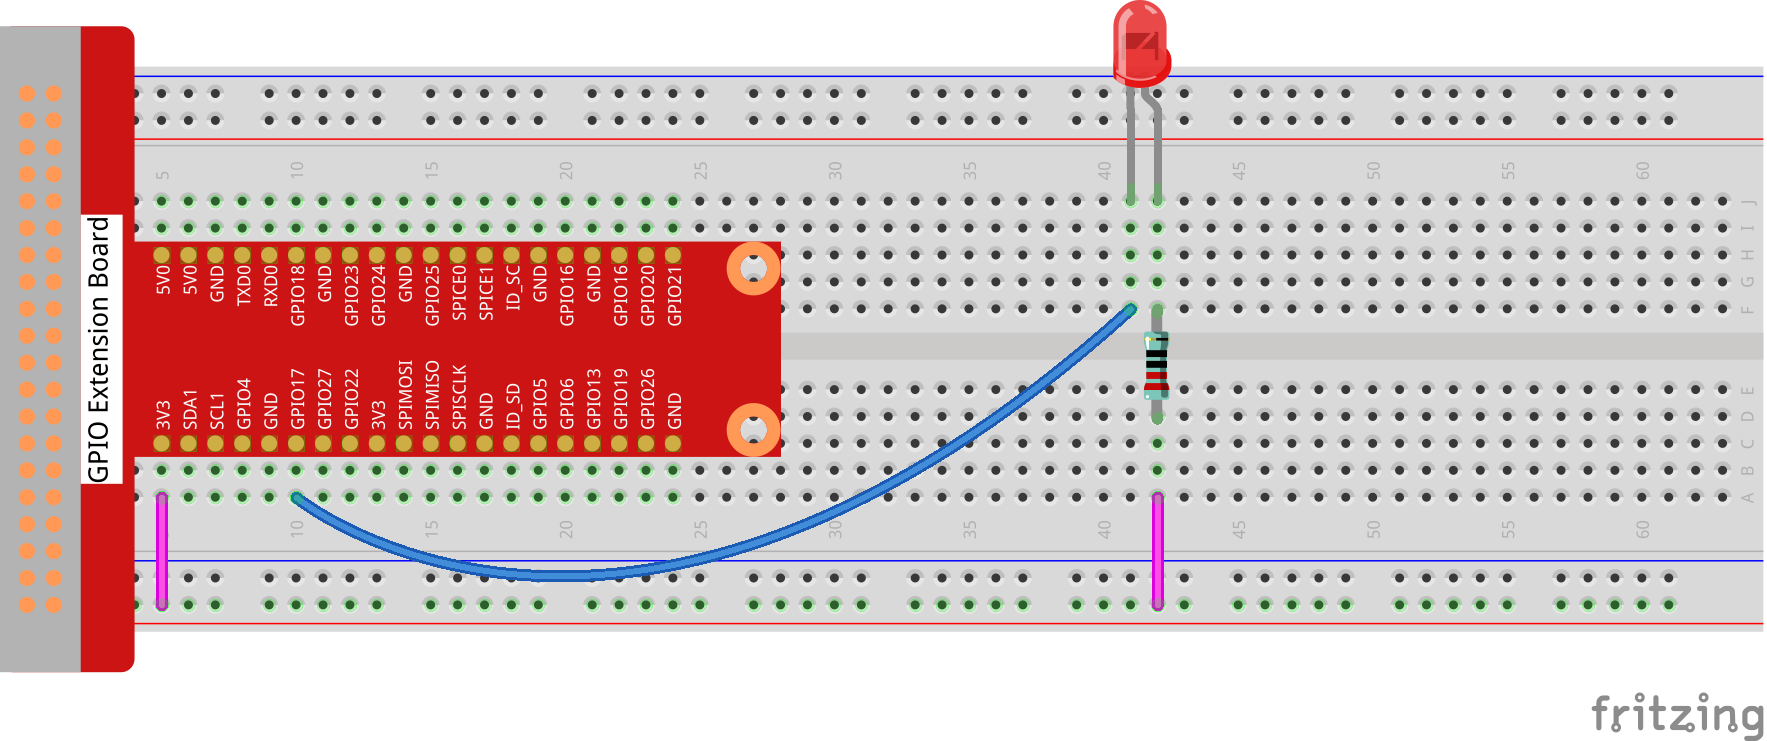 GPIO Extension Board
5 10 15 20 25 30 35 40 45 50 55 60
J
I
H
G
F
5V0 5V0 GND TXD0 RXD0 GPIO18 GND GPIO23 GPIO24 GND GPIO25 SPICE0 SPICE1 ID_SC GND GPIO16 GND GPIO16 GPIO20 GPIO21
3V3 SDA1 SCL1 GPIO4 GND GPIO17 GPIO27 GPIO22 3V3 SPIMOSI SPIMISO SPISCLK GND ID_SD GPIO5 GPIO6 GPIO13 GPIO19 GPIO26 GND
E
D
C
B
A
10 15 20 25 30 35 40 45 50 55 60
fritzing